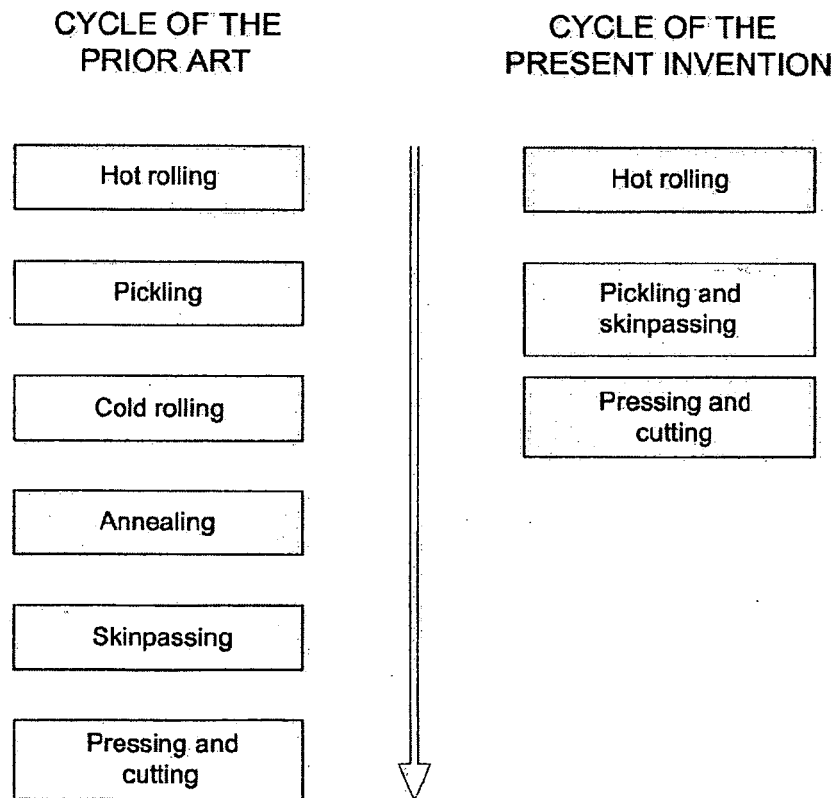 CYCLE OF THE
PRIOR ART
Hot rolling
Pickling
Cold rolling
Annealing
Skinpassing
Pressing and
cutting
CYCLE OF THE
PRESENT INVENTION
Hot rolling
Pickling and
skinpassing
Pressing and
cutting